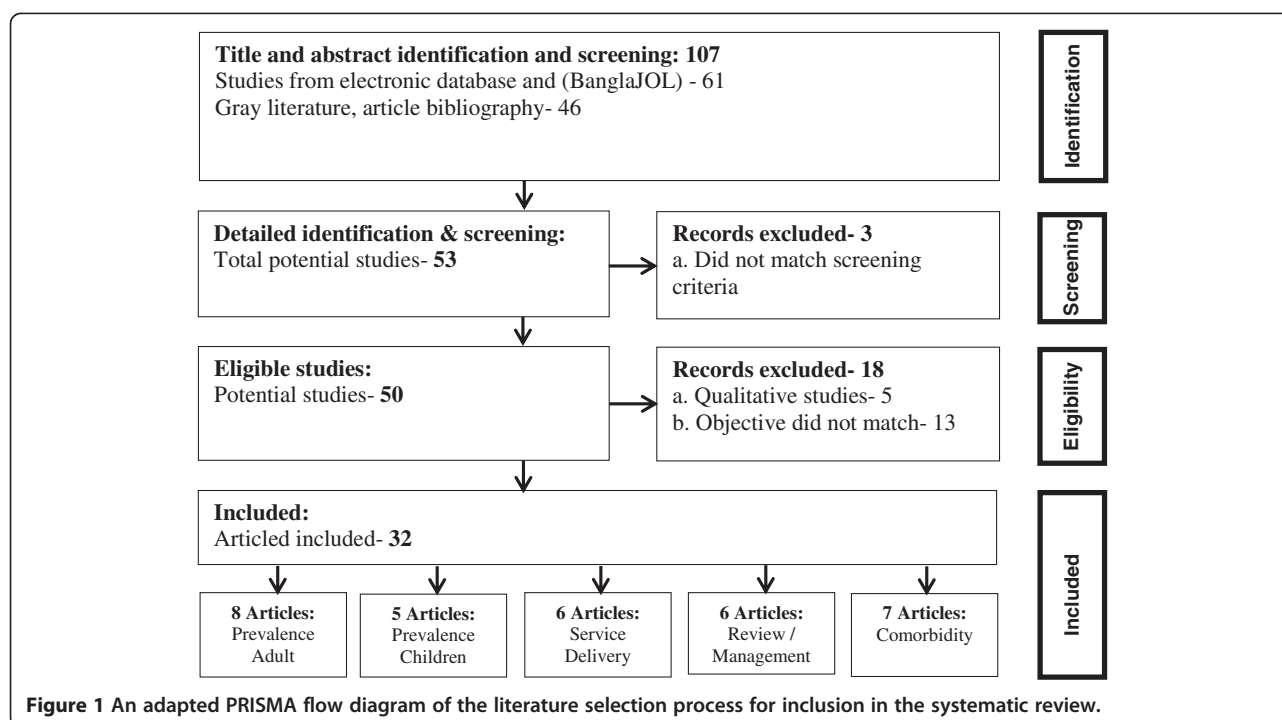 Title and abstract identification and screening: 107
Studies from electronic database and (BanglaJOL) - 61
Gray literature, article bibliography- 46
Identification
Detailed identification & screening:
Total potential studies- 53
Records excluded- 3
a. Did not match screening
criteria
Screening
Eligible studies:
Potential studies- 50
Records excluded- 18
a. Qualitative studies- 5
b. Objective did not match- 13
Eligibility
Included:
Articled included- 32
8 Articles:
Prevalence
Adult
5 Articles:
Prevalence
Children
6 Articles:
Service
Delivery
6 Articles:
Review /
Management
7 Articles:
Comorbidity
Included
Figure 1 An adapted PRISMA flow diagram of the literature selection process for inclusion in the systematic review.